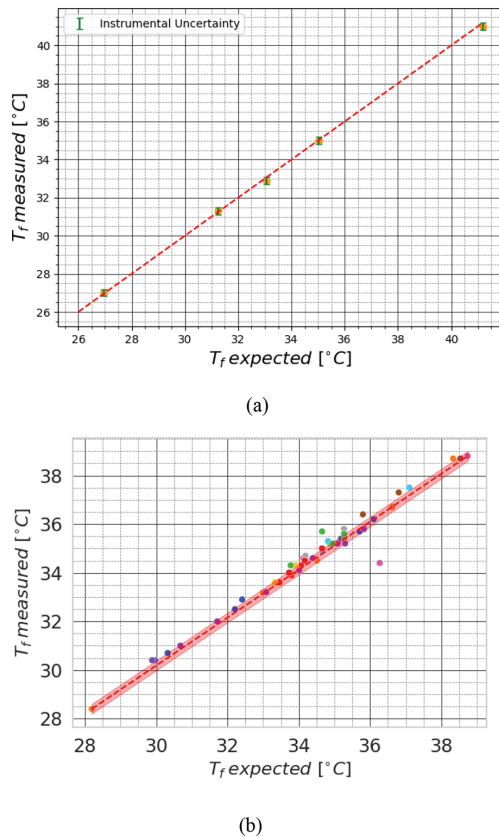 Instrumental Uncertainty
40
38
36
34
32
30
28
26
T_f measured [°C]
26 28 30 32 34 36 38 40
T_f expected [°C]
(a)
38
36
34
32
30
28
T_f measured [°C]
28 30 32 34 36 38
T_f expected [°C]
(b)